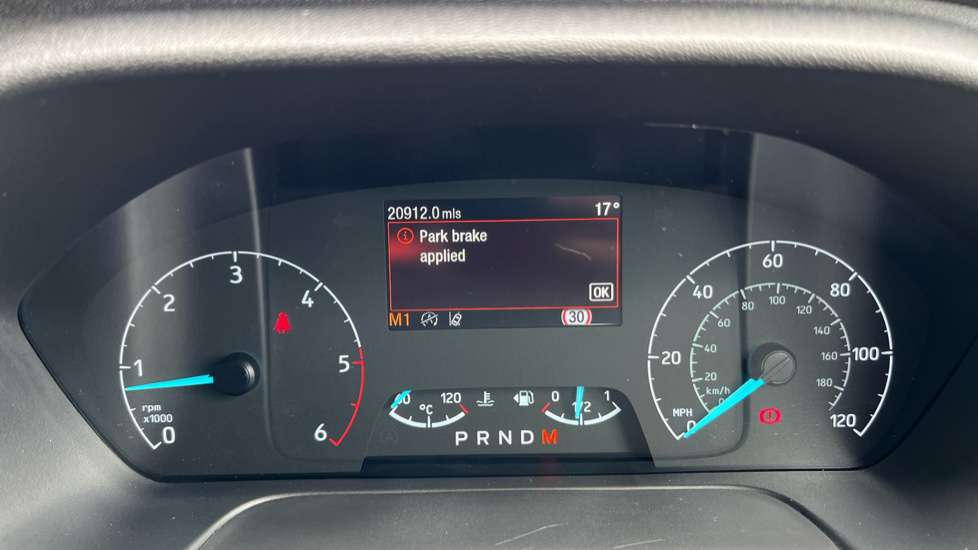 20912.0 mls 17°
Park brake
applied
OK
M1 30
0 1 2 3 4 5 6
rpm
x1000
60 120
°C
0 1/2 1
P R N D M
0 20 40 60 80 100 120
MPH
0 20 40 60 80 100 120 140 160 180
km/h